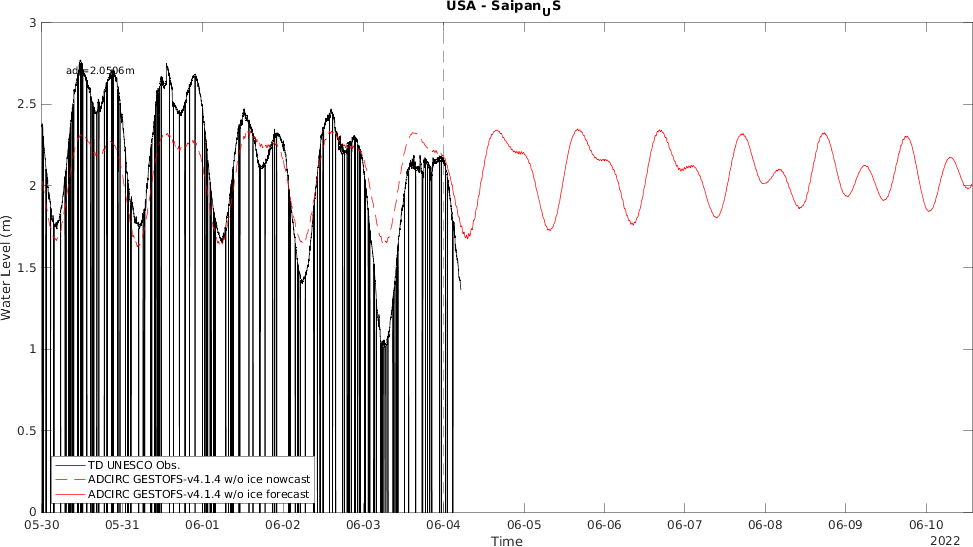 USA - SaipanUS
3
2.5
2
1.5
1
0.5
0
Water Level (m)
adj=2.0506m
TD UNESCO Obs.
ADCIRC GESTOFS-v4.1.4 w/o ice nowcast
ADCIRC GESTOFS-v4.1.4 w/o ice forecast
05-30 05-31 06-01 06-02 06-03 06-04 06-05 06-06 06-07 06-08 06-09 06-10
Time
2022